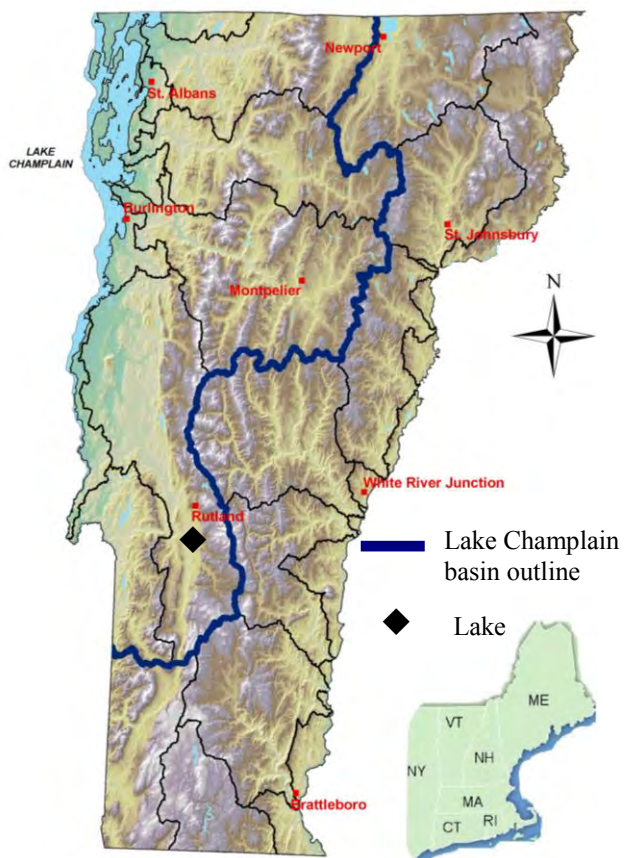 Newport
St. Albans
LAKE
CHAMPLAIN
Burlington
St. Johnsbury
Montpelier
N
White River Junction
Rutland
Lake Champlain
basin outline
Lake
ME
VT
NH
NY
MA
CT
RI
Brattleboro